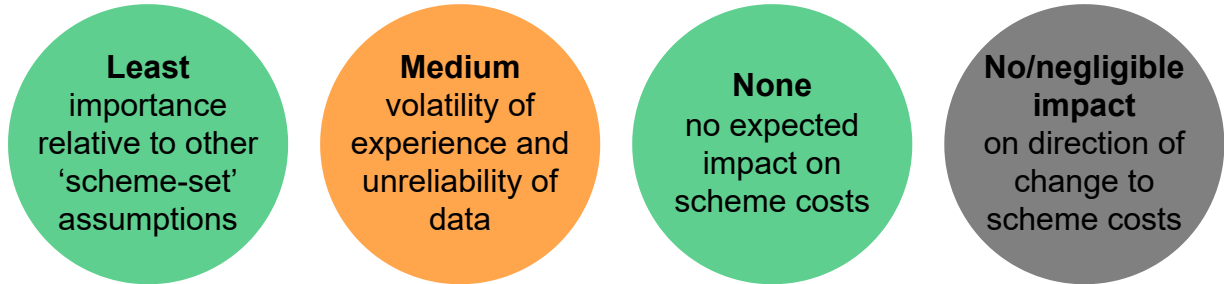 Least
importance
relative to other
‘scheme-set’
assumptions
Medium
volatility of
experience and
unreliability of
data
None
no expected
impact on
scheme costs
No/negligible
impact
on direction of
change to
scheme costs